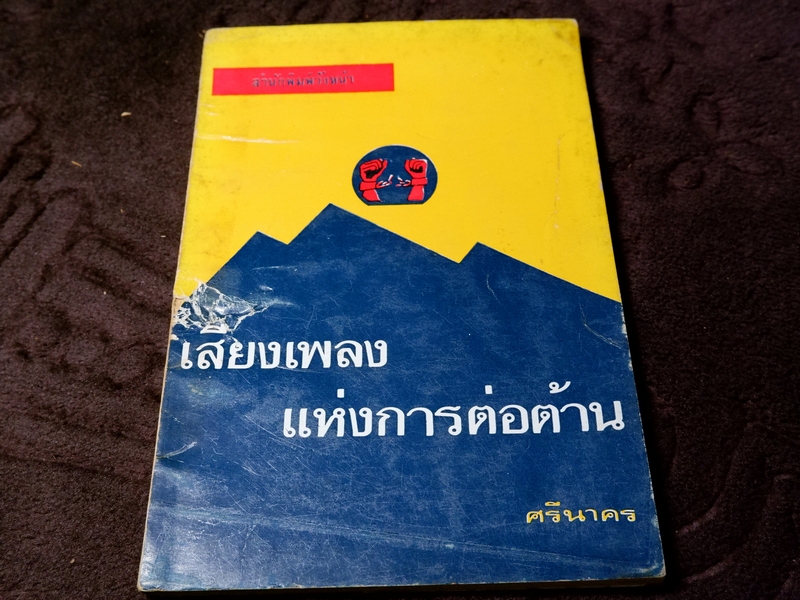 เสียงเพลง
แห่งการต่อต้าน
ศรีนาคร